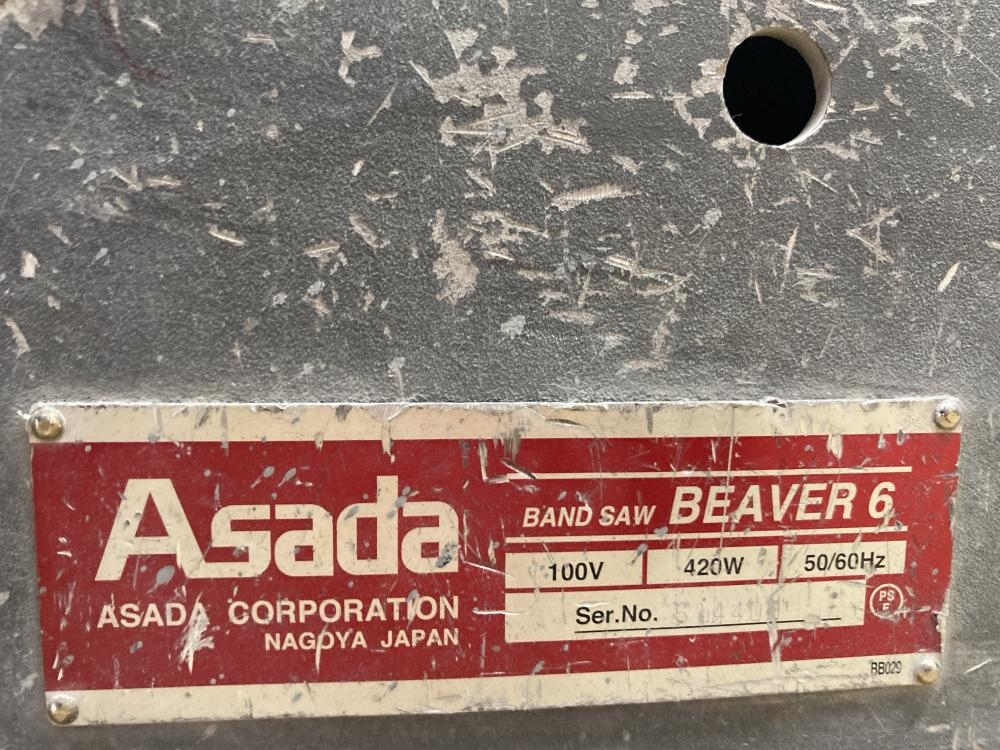 Asada
ASADA CORPORATION
NAGOYA JAPAN
BAND SAW BEAVER 6
100V 420W 50/60Hz
Ser.No.
PS
E
RB029